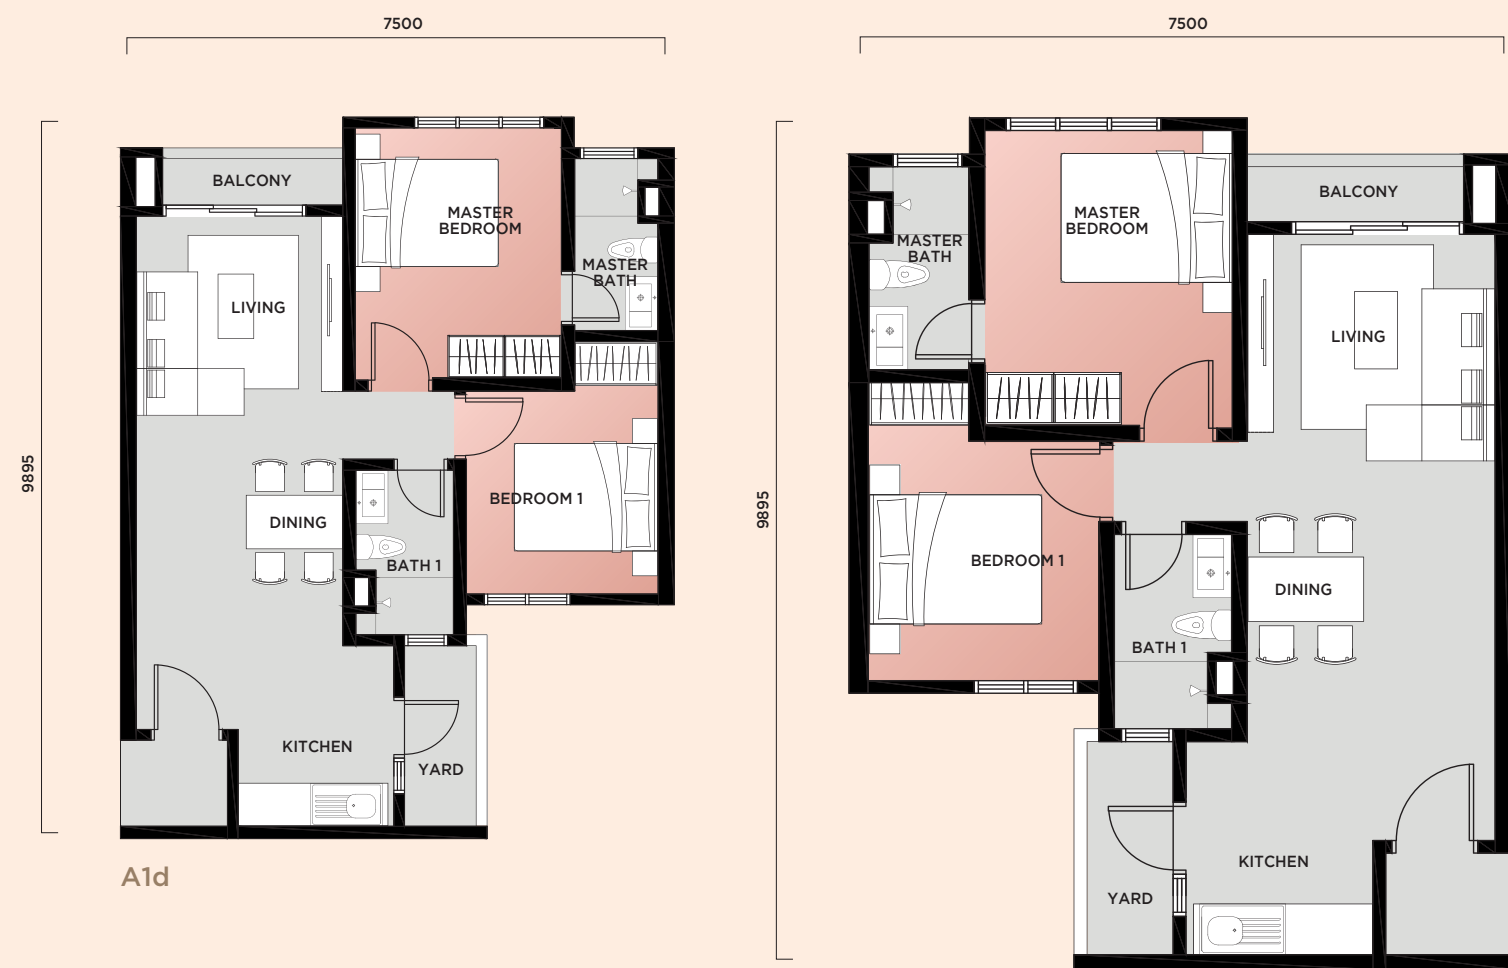 7500
9895
BALCONY
MASTER
BEDROOM
MASTER
BATH
LIVING
BEDROOM 1
DINING
BATH 1
KITCHEN
YARD
A1d
7500
9895
MASTER
BATH
MASTER
BEDROOM
BALCONY
LIVING
BEDROOM 1
DINING
BATH 1
KITCHEN
YARD